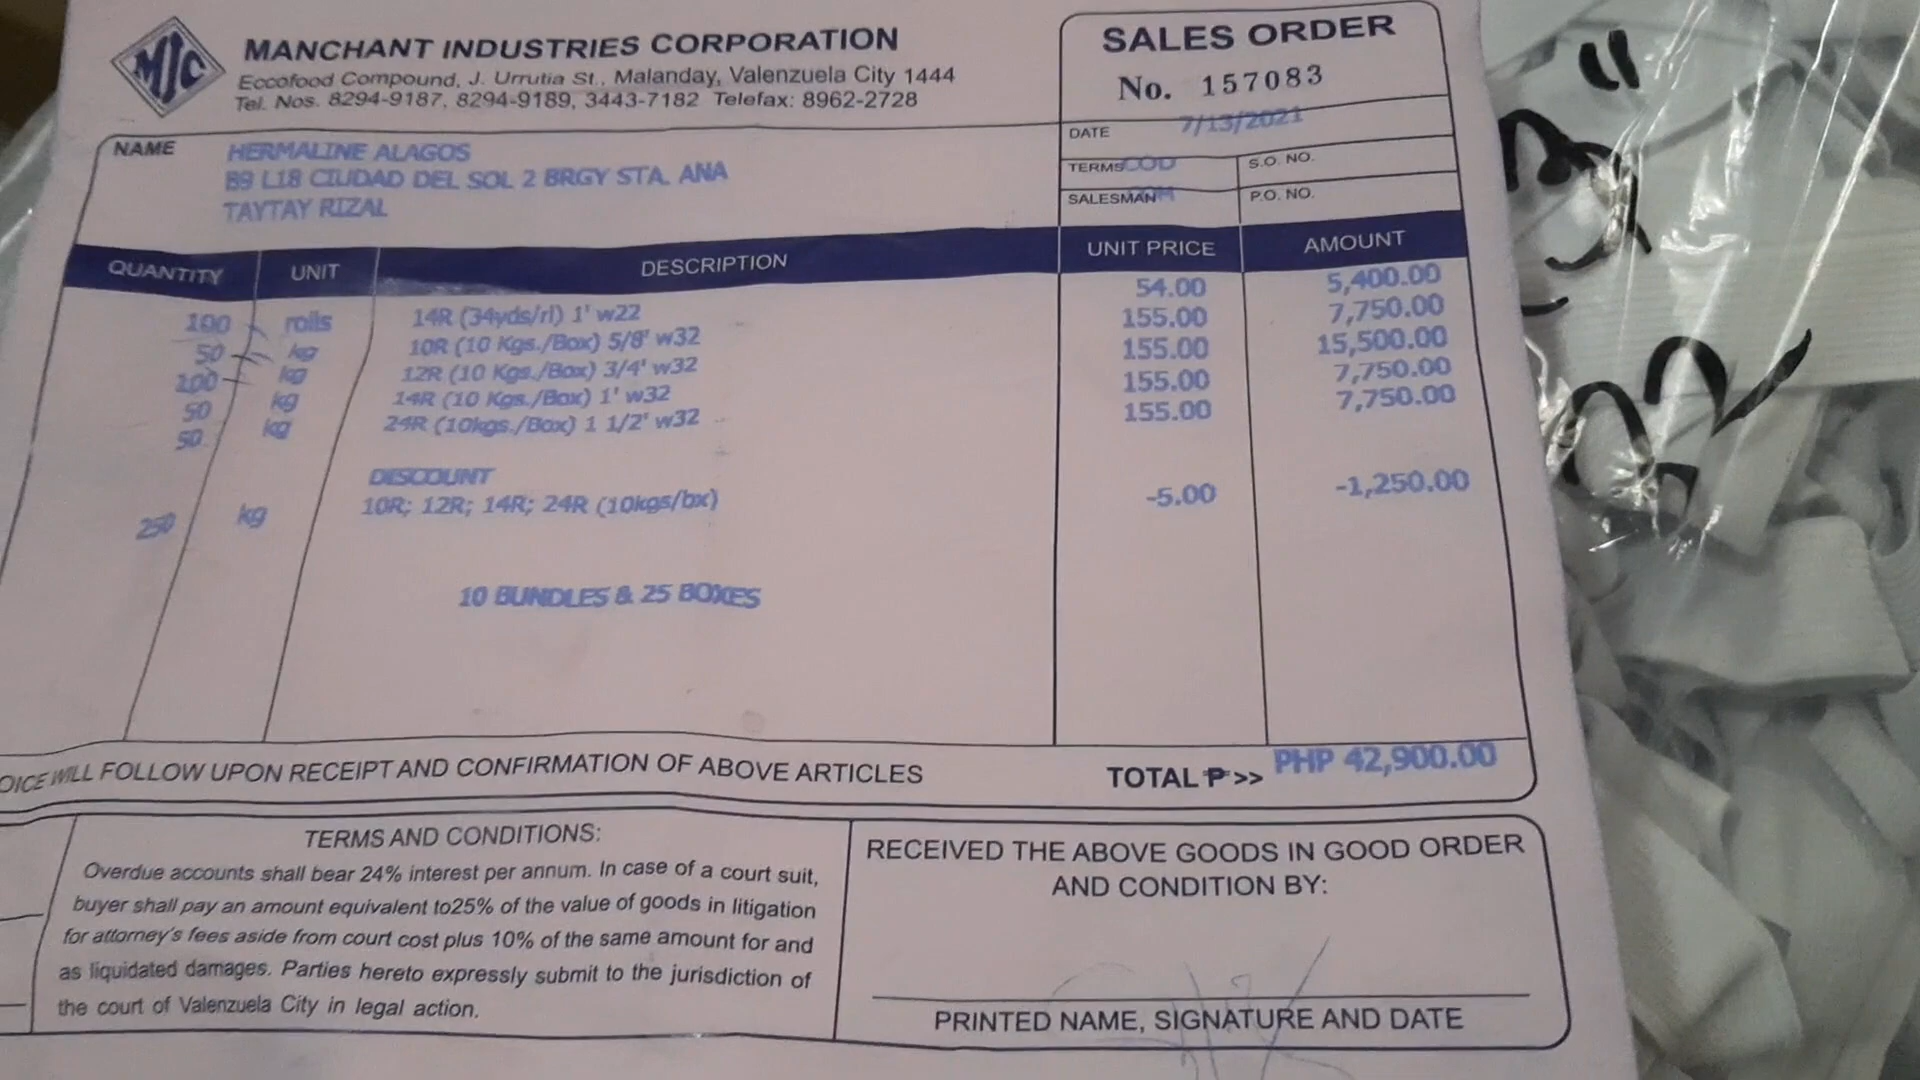 MIC
MANCHANT INDUSTRIES CORPORATION
Eccofood Compound, J. Urrutia St., Malanday, Valenzuela City 1444
Tel. Nos. 8294-9187, 8294-9189, 3443-7182 Telefax: 8962-2728
SALES ORDER
No. 157083
DATE 7/13/2021
TERMS COD S.O. NO.
SALESMAN P.O. NO.
NAME HERMALINE ALAGOS
B9 L18 CIUDAD DEL SOL 2 BRGY STA. ANA
TAYTAY RIZAL
QUANTITY UNIT DESCRIPTION UNIT PRICE AMOUNT
100 rolls 14R (34yds/rl) 1' w22 54.00 5,400.00
50 kg 10R (10 Kgs./Box) 5/8' w32 155.00 7,750.00
100 kg 12R (10 Kgs./Box) 3/4' w32 155.00 15,500.00
50 kg 14R (10 Kgs./Box) 1' w32 155.00 7,750.00
50 kg 24R (10kgs./Box) 1 1/2' w32 155.00 7,750.00
DISCOUNT
250 kg 10R; 12R; 14R; 24R (10kgs/bx) -5.00 -1,250.00
10 BUNDLES & 25 BOXES
OICE WILL FOLLOW UPON RECEIPT AND CONFIRMATION OF ABOVE ARTICLES
TOTAL ₱ >> PHP 42,900.00
TERMS AND CONDITIONS:
Overdue accounts shall bear 24% interest per annum. In case of a court suit,
buyer shall pay an amount equivalent to25% of the value of goods in litigation
for attorney's fees aside from court cost plus 10% of the same amount for and
as liquidated damages. Parties hereto expressly submit to the jurisdiction of
the court of Valenzuela City in legal action.
RECEIVED THE ABOVE GOODS IN GOOD ORDER
AND CONDITION BY:
PRINTED NAME, SIGNATURE AND DATE